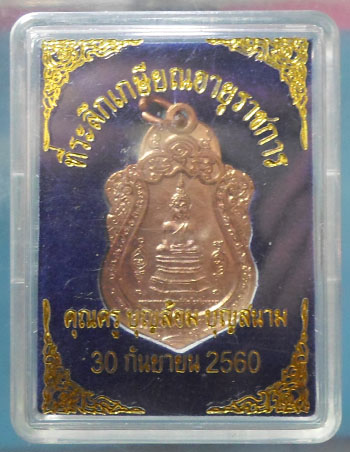 ที่ระลึกเกษียณอายุราชการ
คุณครู บุญส่อน บุญสนาม
30 กันยายน 2560